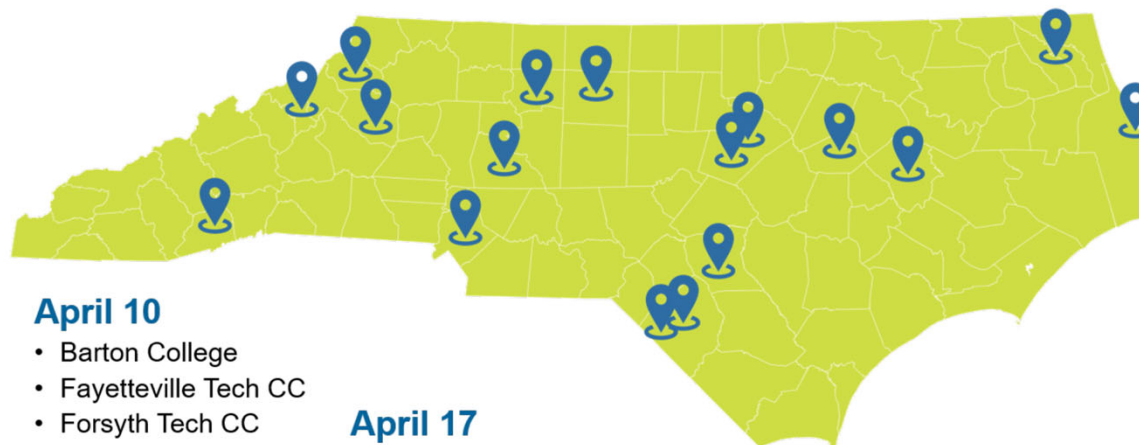 April 10
• Barton College
• Fayetteville Tech CC
• Forsyth Tech CC
April 17